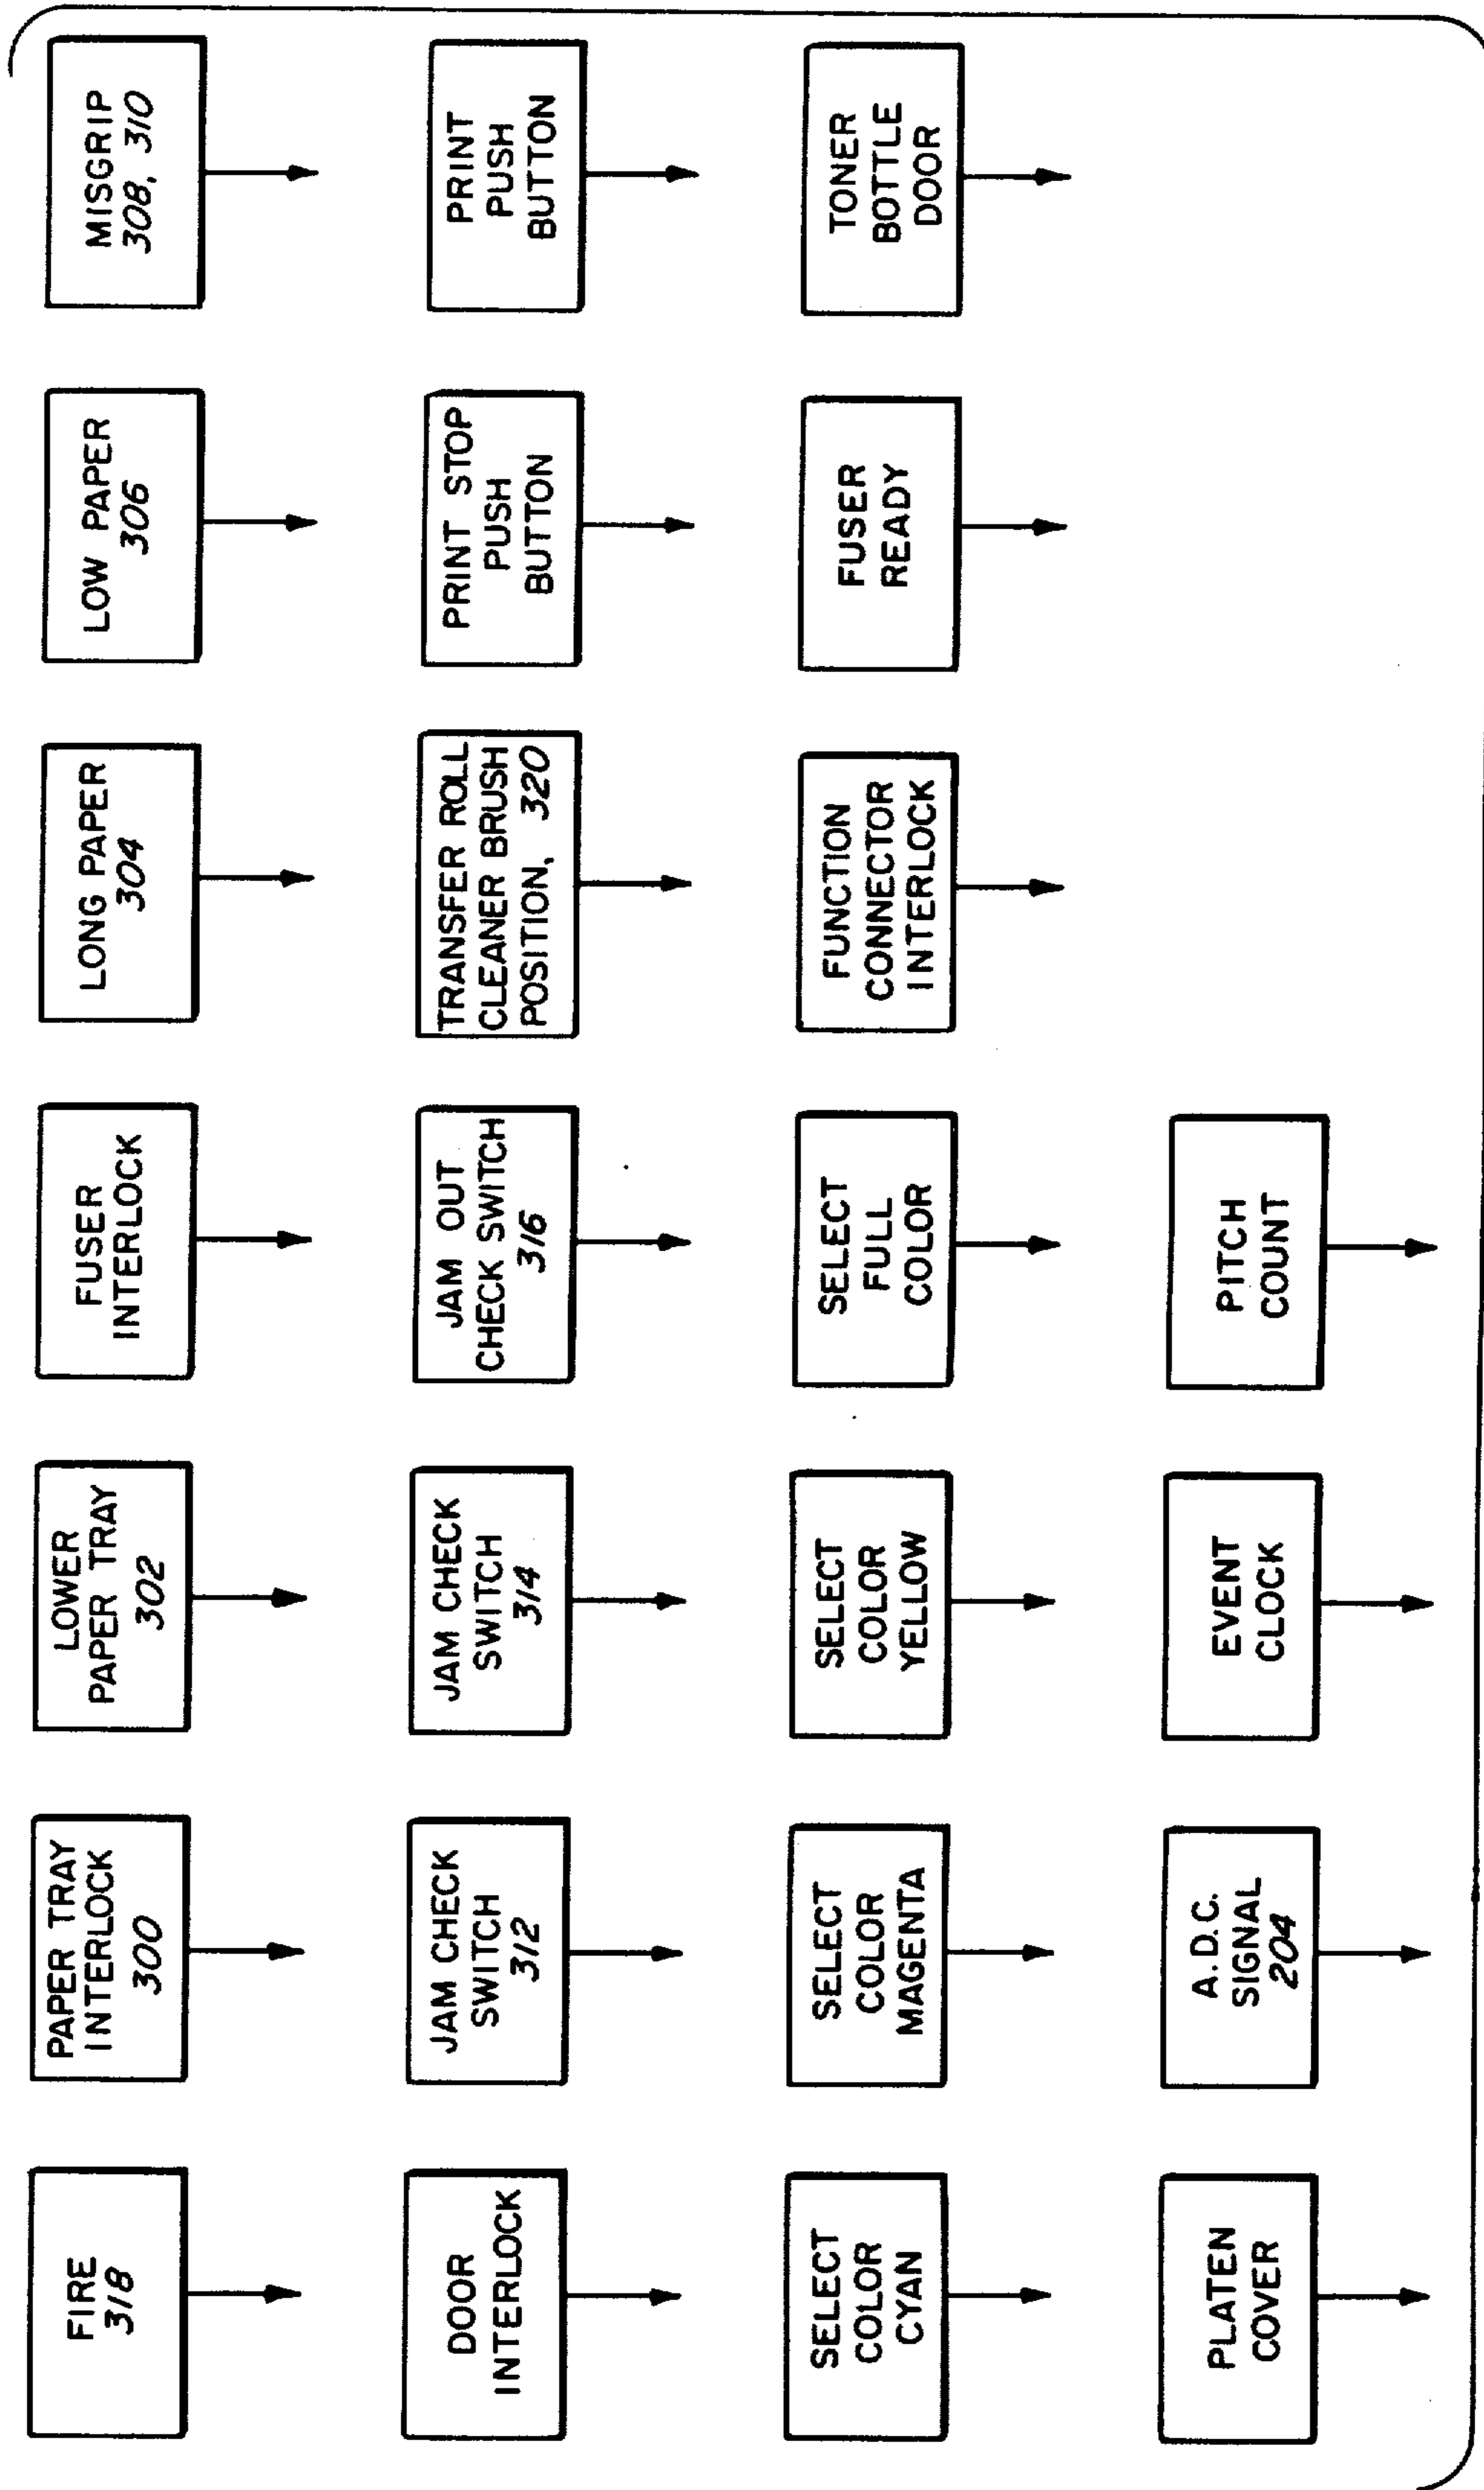 FIRE
318
PAPER TRAY
INTERLOCK
300
LOWER
PAPER TRAY
302
FUSER
INTERLOCK
LONG PAPER
304
LOW PAPER
306
MISGRIP
308, 310
DOOR
INTERLOCK
JAM CHECK
SWITCH
312
JAM CHECK
SWITCH
314
JAM OUT
CHECK SWITCH
316
TRANSFER ROLL
CLEANER BRUSH
POSITION, 320
PRINT STOP
PUSH
BUTTON
PRINT
PUSH
BUTTON
SELECT
COLOR
CYAN
SELECT
COLOR
MAGENTA
SELECT
COLOR
YELLOW
SELECT
FULL
COLOR
FUNCTION
CONNECTOR
INTERLOCK
FUSER
READY
TONER
BOTTLE
DOOR
PLATEN
COVER
A.D.C.
SIGNAL
204
EVENT
CLOCK
PITCH
COUNT